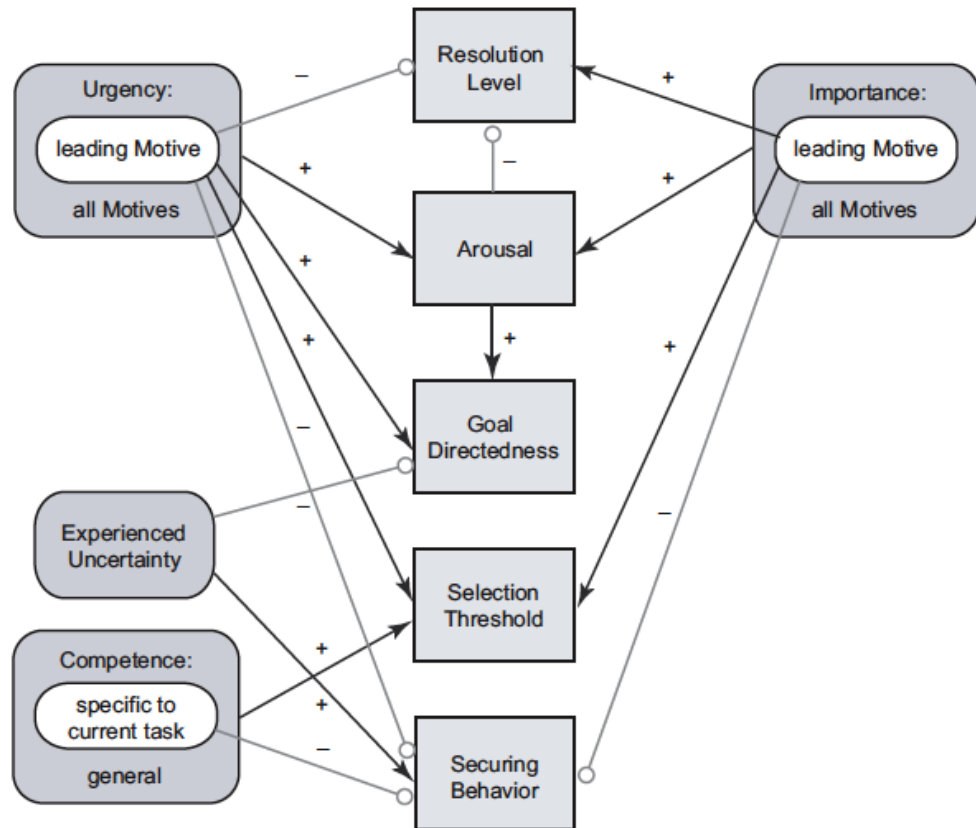 Resolution
Level
Urgency:
leading Motive
all Motives
Importance:
leading Motive
all Motives
–
+
+
–
+
Arousal
+
+
+
+
–
Goal
Directedness
–
–
Experienced
Uncertainty
Selection
Threshold
+
Competence:
specific to
current task
general
+
–
Securing
Behavior